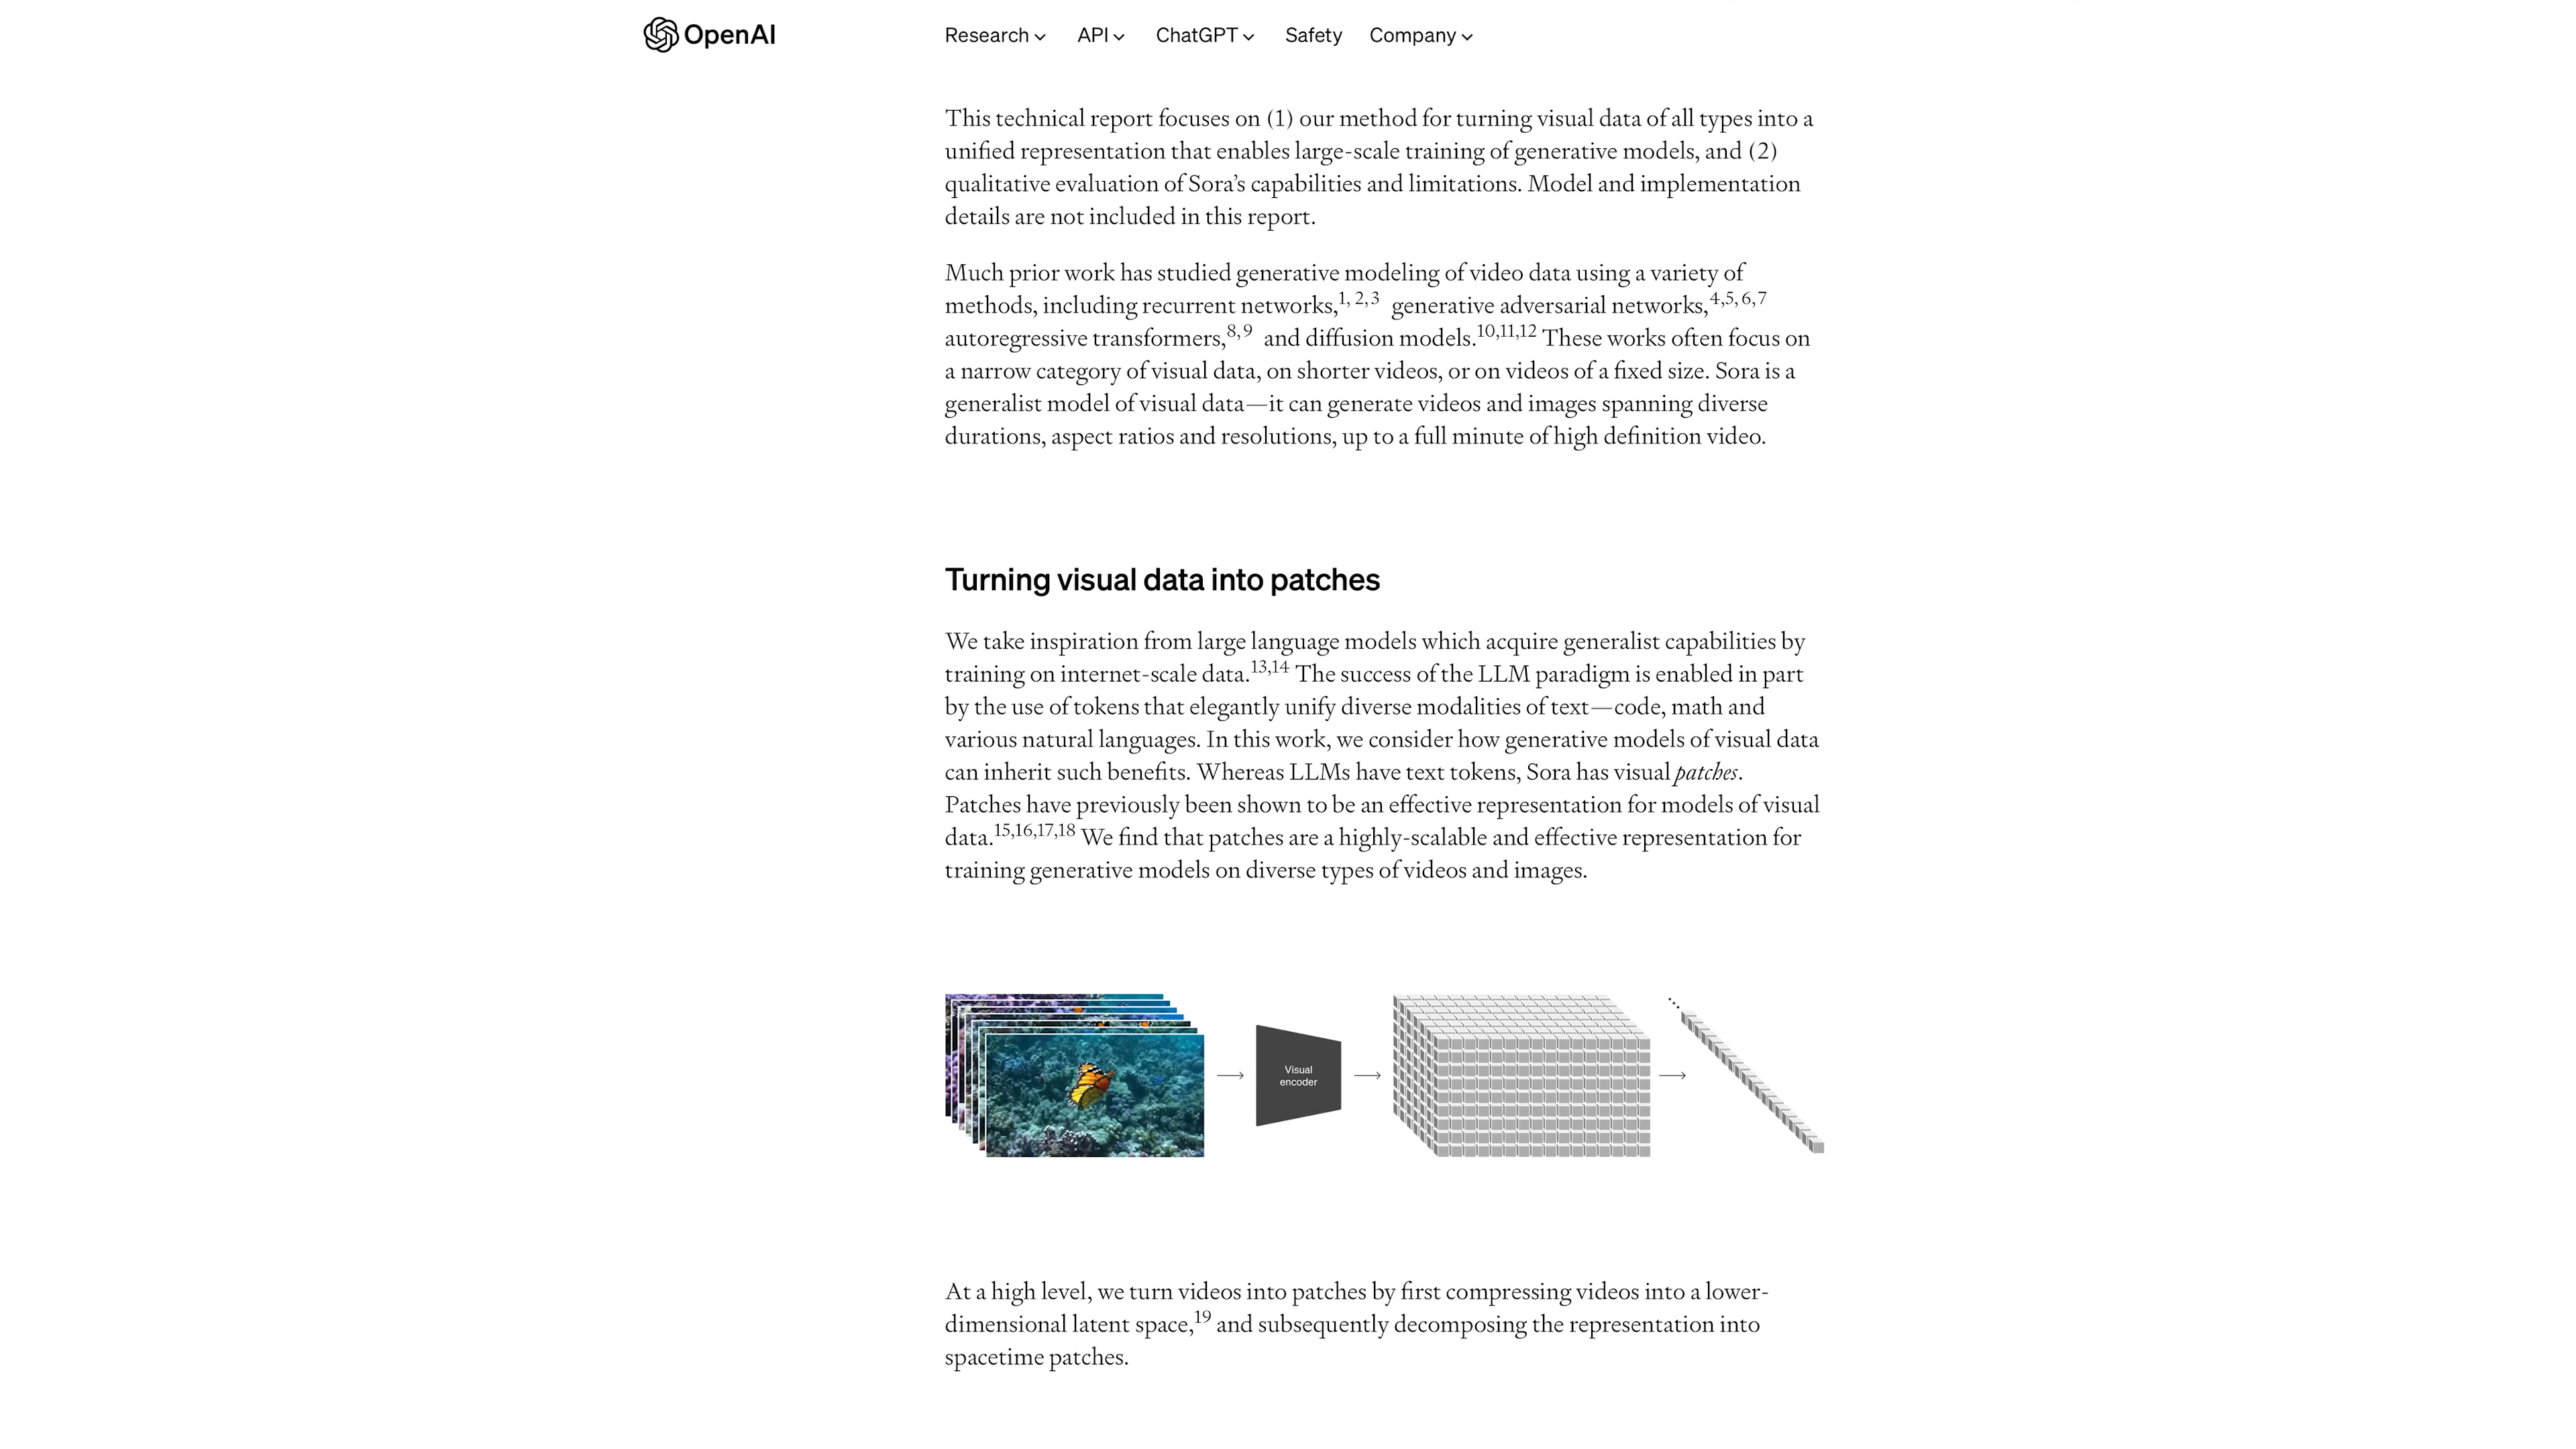 OpenAI
Research API ChatGPT Safety Company
This technical report focuses on (1) our method for turning visual data of all types into a
unified representation that enables large-scale training of generative models, and (2)
qualitative evaluation of Sora’s capabilities and limitations. Model and implementation
details are not included in this report.
Much prior work has studied generative modeling of video data using a variety of
methods, including recurrent networks,1, 2,3 generative adversarial networks,4,5,6,7
autoregressive transformers,8,9 and diffusion models.10,11,12 These works often focus on
a narrow category of visual data, on shorter videos, or on videos of a fixed size. Sora is a
generalist model of visual data—it can generate videos and images spanning diverse
durations, aspect ratios and resolutions, up to a full minute of high definition video.
Turning visual data into patches
We take inspiration from large language models which acquire generalist capabilities by
training on internet-scale data.13,14 The success of the LLM paradigm is enabled in part
by the use of tokens that elegantly unify diverse modalities of text—code, math and
various natural languages. In this work, we consider how generative models of visual data
can inherit such benefits. Whereas LLMs have text tokens, Sora has visual patches.
Patches have previously been shown to be an effective representation for models of visual
data.15,16,17,18 We find that patches are a highly-scalable and effective representation for
training generative models on diverse types of videos and images.
Visual
encoder
At a high level, we turn videos into patches by first compressing videos into a lower-
dimensional latent space,19 and subsequently decomposing the representation into
spacetime patches.